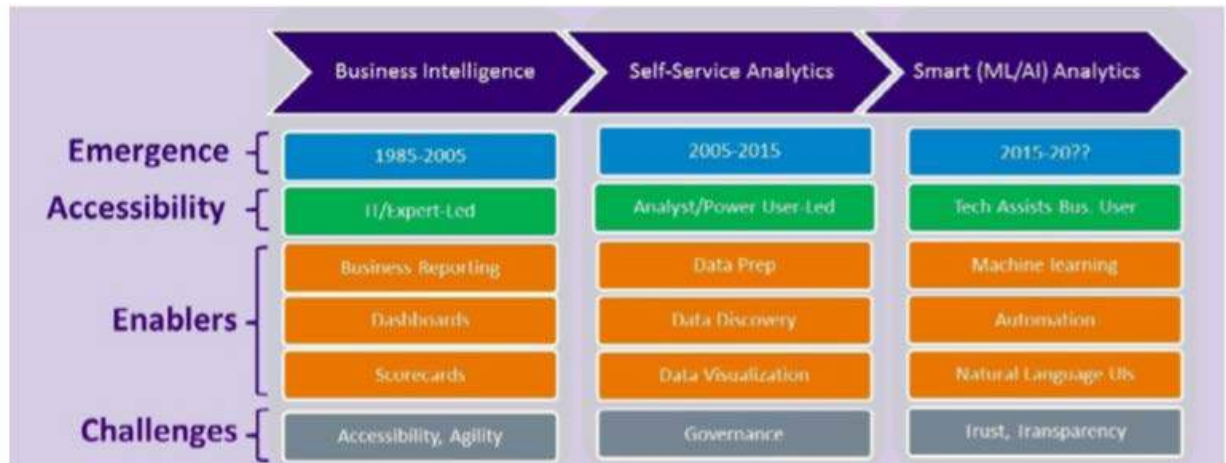 Business Intelligence
Self-Service Analytics
Smart (ML/AI) Analytics
Emergence
1985-2005
2005-2015
2015-20??
Accessibility
IT/Expert-Led
Analyst/Power User-Led
Tech Assists Bus. User
Enablers
Business Reporting
Data Prep
Machine learning
Dashboards
Data Discovery
Automation
Scorecards
Data Visualization
Natural Language UIs
Challenges
Accessibility, Agility
Governance
Trust, Transparency